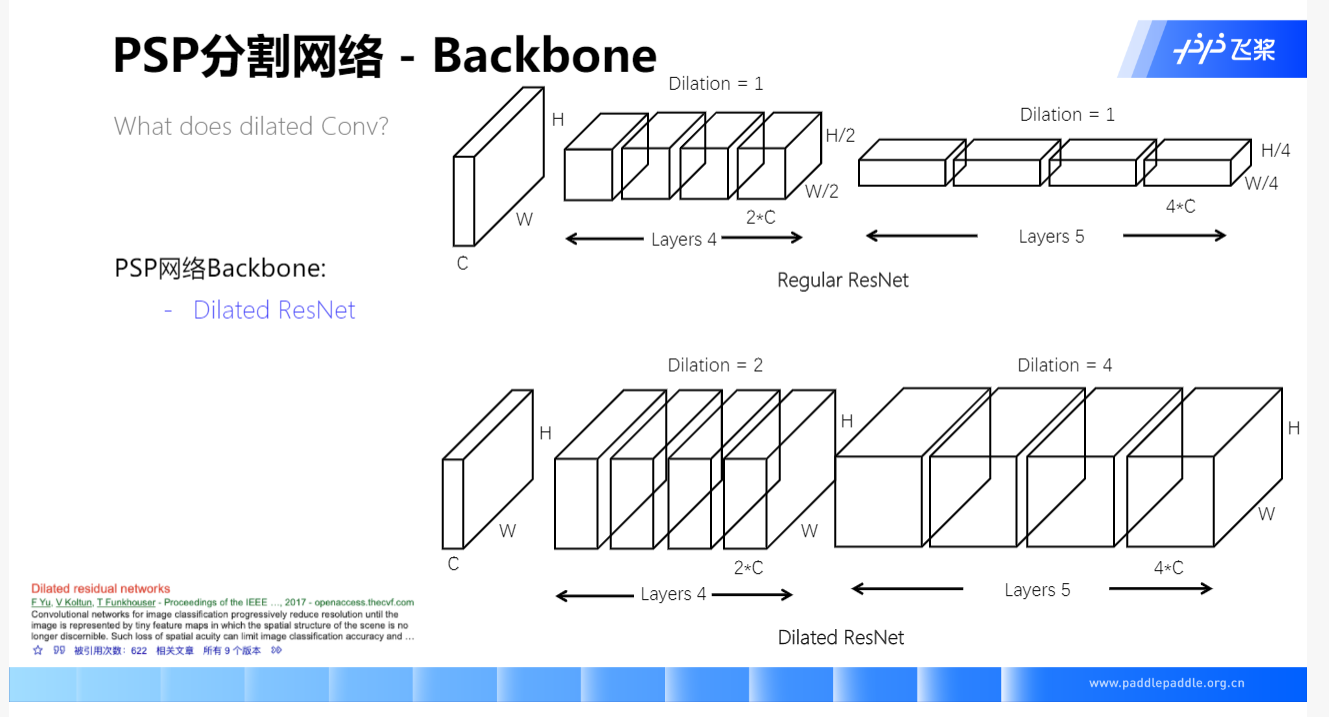 PSP分割网络 - Backbone
飞桨
What does dilated Conv?
PSP网络Backbone:
- Dilated ResNet
Dilation = 1
Dilation = 1
H
H/2
H/4
W/2
W/4
W
2*C
4*C
C
Layers 4
Layers 5
Regular ResNet
Dilation = 2
Dilation = 4
H
H
H
W
W
W
C
2*C
4*C
Layers 4
Layers 5
Dilated ResNet
Dilated residual networks
F Yu, V Koltun, T Funkhouser - Proceedings of the IEEE …, 2017 - openaccess.thecvf.com
Convolutional networks for image classification progressively reduce resolution until the
image is represented by tiny feature maps in which the spatial structure of the scene is no
longer discernible. Such loss of spatial acuity can limit image classification accuracy and …
被引用次数：622 相关文章 所有 9 个版本
www.paddlepaddle.org.cn